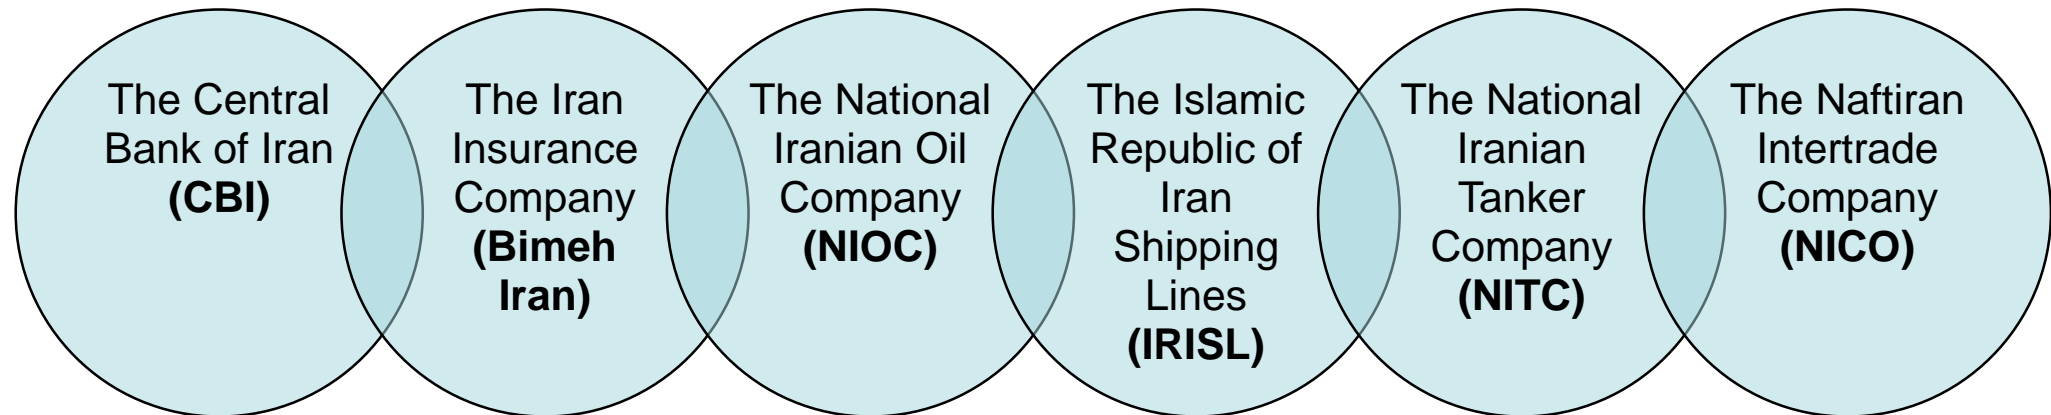 The Central
Bank of Iran
(CBI)
The Iran
Insurance
Company
(Bimeh
Iran)
The National
Iranian Oil
Company
(NIOC)
The Islamic
Republic of
Iran
Shipping
Lines
(IRISL)
The National
Iranian
Tanker
Company
(NITC)
The Naftiran
Intertrade
Company
(NICO)